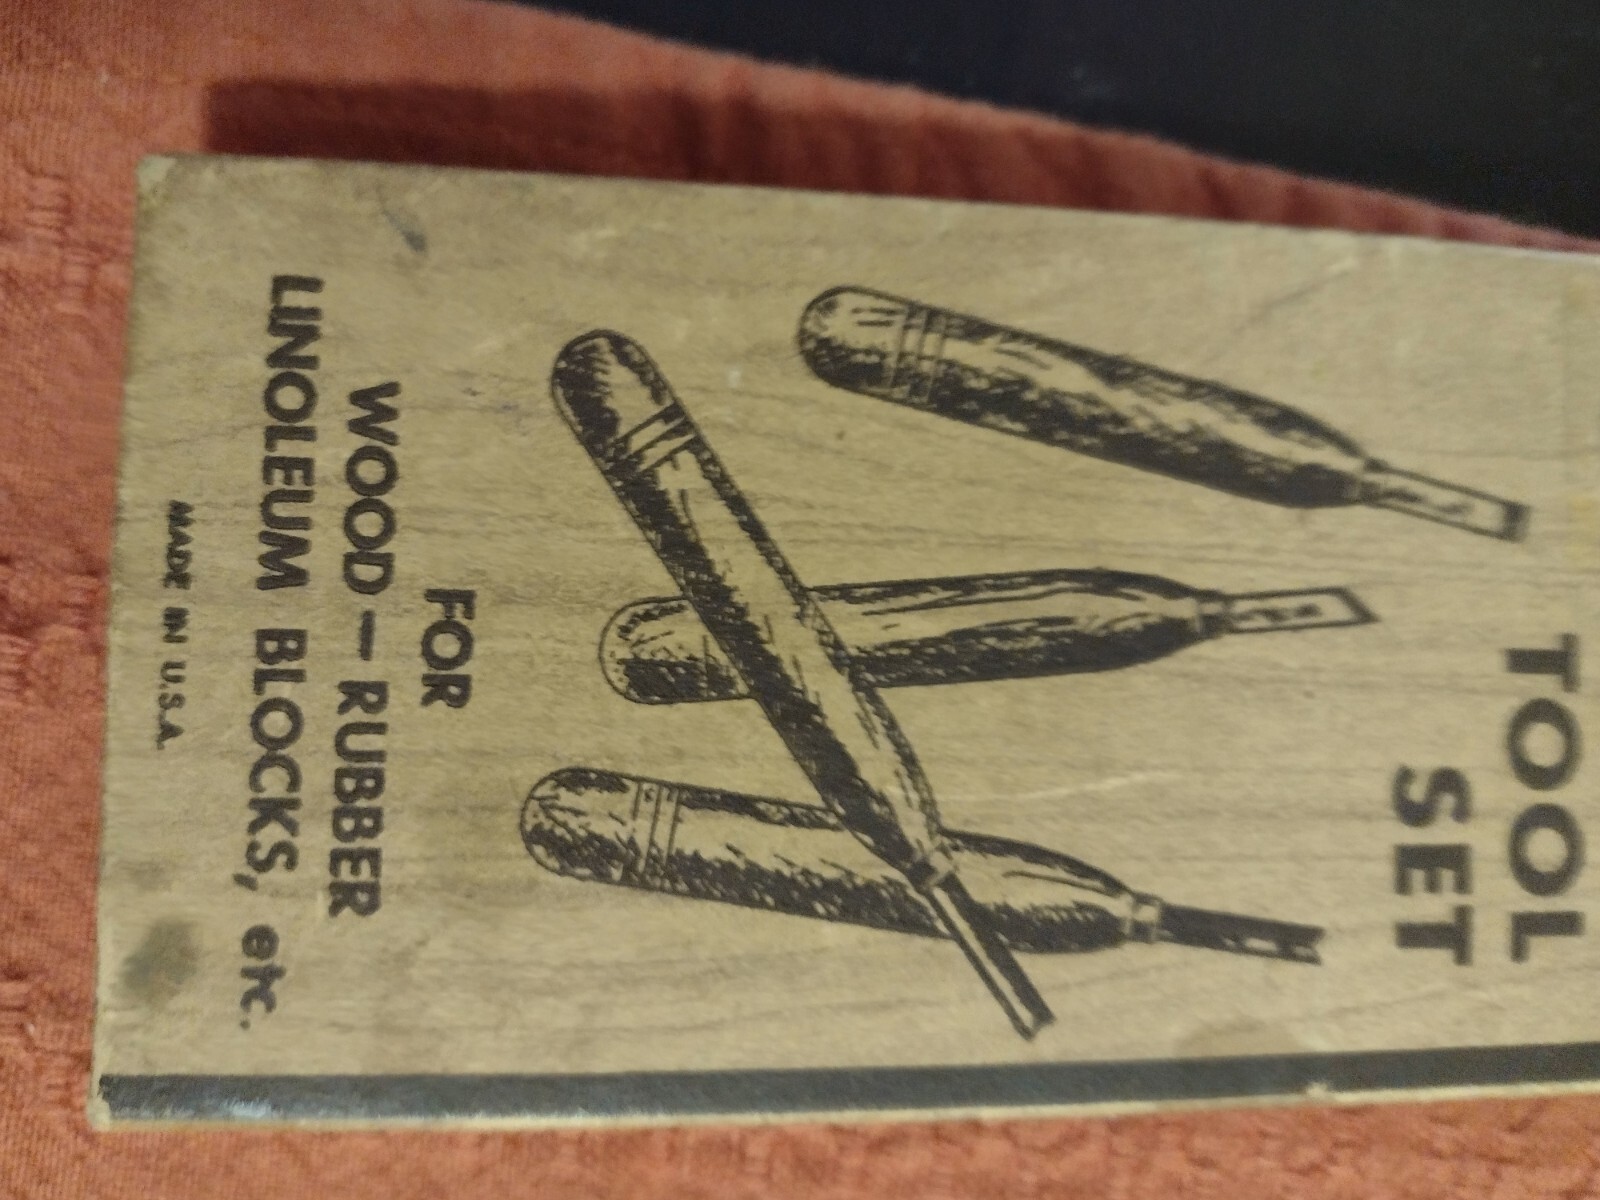 TOOL
SET
FOR
WOOD – RUBBER
LINOLEUM BLOCKS, etc.
MADE IN U.S.A.